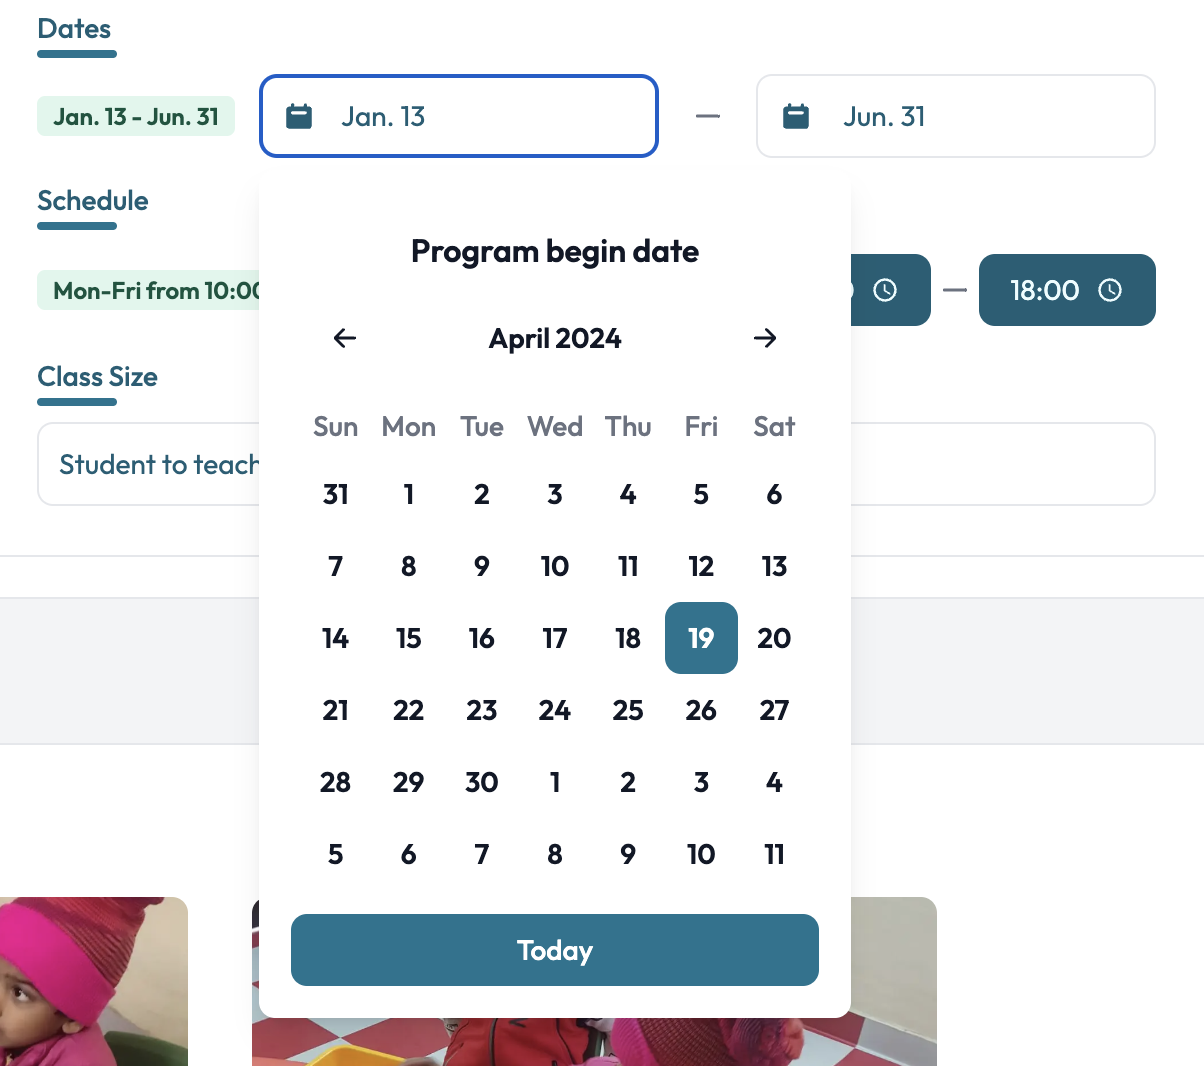 Dates
Jan. 13 - Jun. 31
Jan. 13
—
Jun. 31
Schedule
Program begin date
Mon-Fri from 10:00
— 18:00
April 2024
Class Size
Sun Mon Tue Wed Thu Fri Sat
Student to teach
31 1 2 3 4 5 6
7 8 9 10 11 12 13
14 15 16 17 18 19 20
21 22 23 24 25 26 27
28 29 30 1 2 3 4
5 6 7 8 9 10 11
Today